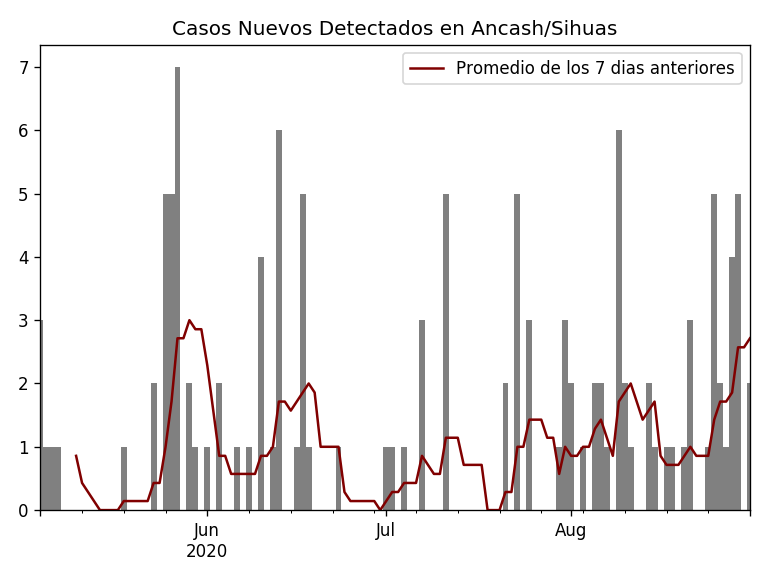 Casos Nuevos Detectados en Ancash/Sihuas
Promedio de los 7 dias anteriores
7
6
5
4
3
2
1
0
Jun
2020
Jul
Aug